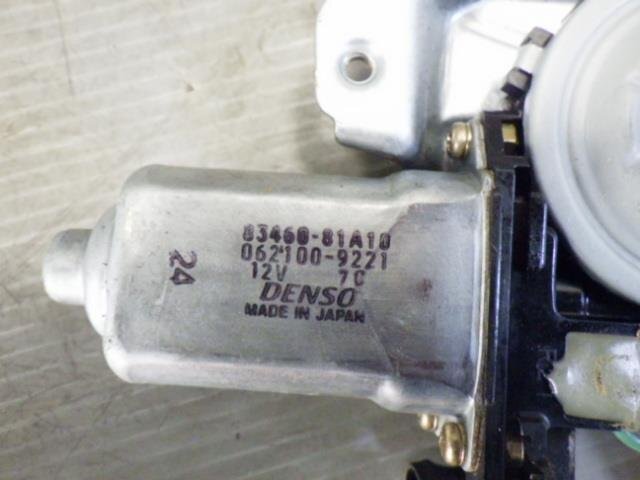 83460-81A10
062100-9221
12V 7C
DENSO
MADE IN JAPAN
24